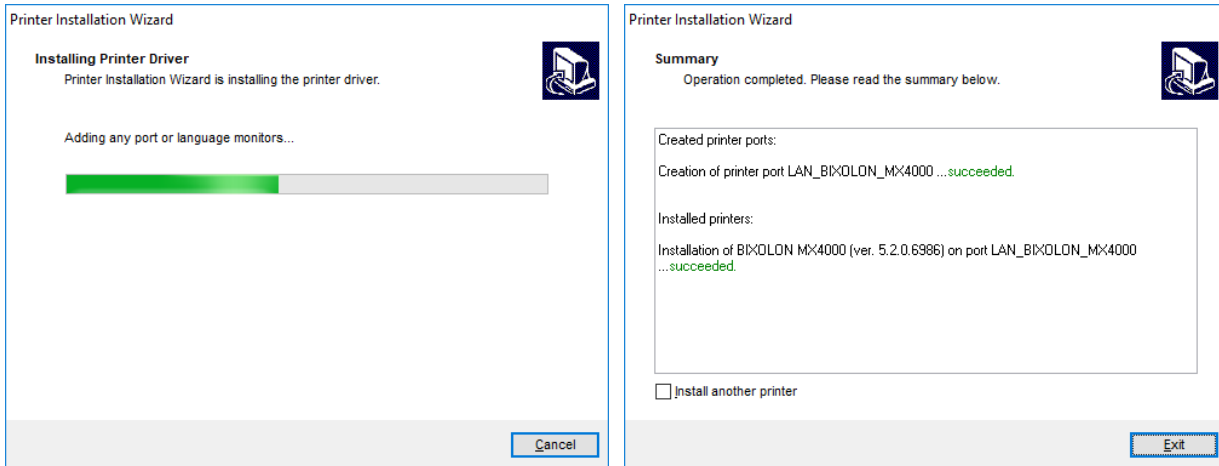 Printer Installation Wizard
Installing Printer Driver
Printer Installation Wizard is installing the printer driver.
Adding any port or language monitors...
Cancel
Printer Installation Wizard
Summary
Operation completed. Please read the summary below.
Created printer ports:
Creation of printer port LAN_BIXOLON_MX4000 ...succeeded.
Installed printers:
Installation of BIXOLON MX4000 (ver. 5.2.0.6986) on port LAN_BIXOLON_MX4000
...succeeded.
Install another printer
Exit